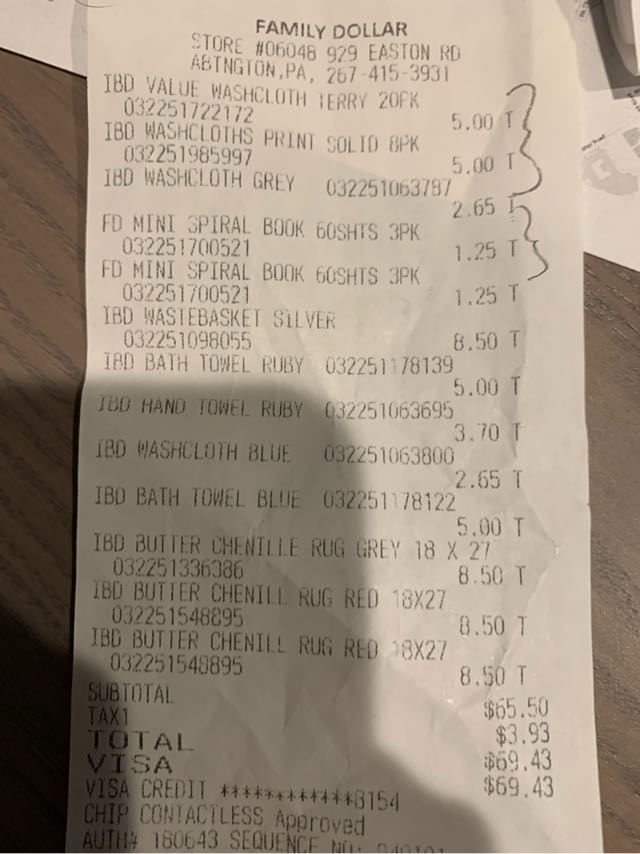 FAMILY DOLLAR
STORE #06048 929 EASTON RD
ABTNGTON,PA, 267-415-3931
IBD VALUE WASHCLOTH TERRY 20PK
032251722172
5.00 T
IBD WASHCLOTHS PRINT SOLID 8PK
032251985997
5.00 T
IBD WASHCLOTH GREY 032251063787
2.65 T
FD MINI SPIRAL BOOK 60SHTS 3PK
032251700521
1.25 T
FD MINI SPIRAL BOOK 60SHTS 3PK
032251700521
1.25 T
IBD WASTEBASKET SILVER
032251098055
8.50 T
IBD BATH TOWEL RUBY 032251178139
5.00 T
IBD HAND TOWEL RUBY 032251063695
3.70 T
IBD WASHCLOTH BLUE 032251063800
2.65 T
IBD BATH TOWEL BLUE 032251178122
5.00 T
IBD BUTTER CHENILLE RUG GREY 18 X 27
032251336386
8.50 T
IBD BUTTER CHENILL RUG RED 18X27
032251548895
8.50 T
IBD BUTTER CHENILL RUG RED 18X27
032251548895
8.50 T
SUBTOTAL $65.50
TAX1 $3.93
TOTAL $69.43
VISA $69.43
VISA CREDIT ************8154
CHIP CONTACTLESS Approved
AUTH# 180643 SEQUENCE NO: